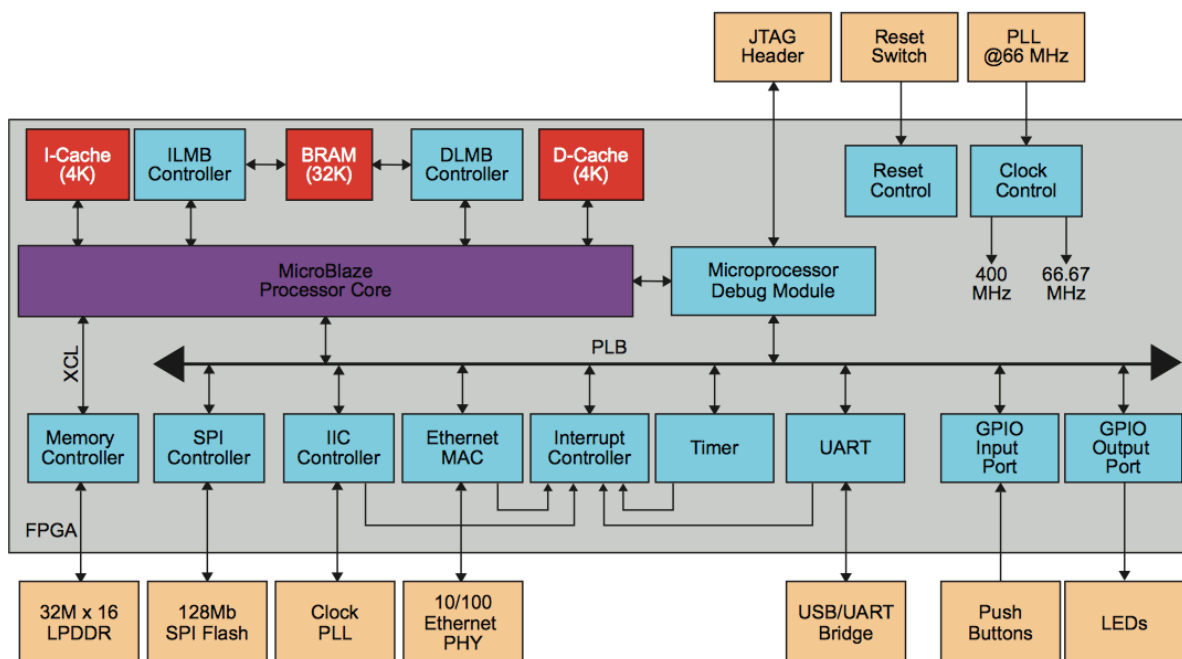 JTAG
Header
Reset
Switch
PLL
@66 MHz
I-Cache
(4K)
ILMB
Controller
BRAM
(32K)
DLMB
Controller
D-Cache
(4K)
Reset
Control
Clock
Control
MicroBlaze
Processor Core
Microprocessor
Debug Module
400
MHz
66.67
MHz
XCL
PLB
Memory
Controller
SPI
Controller
IIC
Controller
Ethernet
MAC
Interrupt
Controller
Timer
UART
GPIO
Input
Port
GPIO
Output
Port
FPGA
32M x 16
LPDDR
128Mb
SPI Flash
Clock
PLL
10/100
Ethernet
PHY
USB/UART
Bridge
Push
Buttons
LEDs